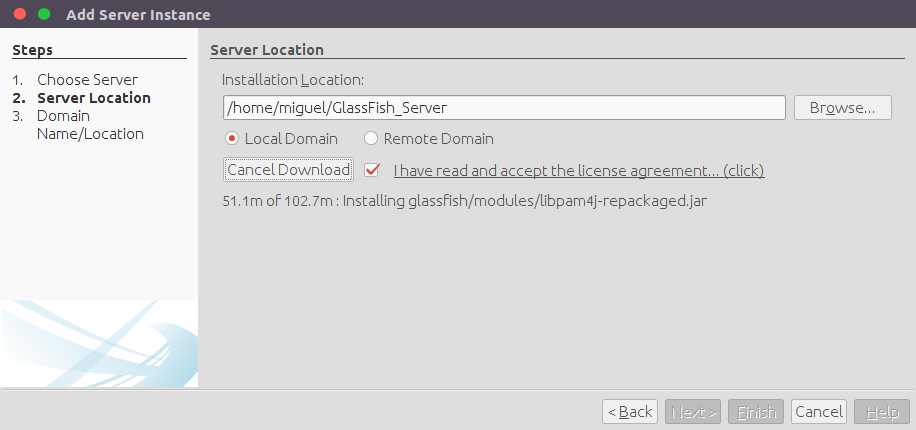 Add Server Instance
Steps
1. Choose Server
2. Server Location
3. Domain
Name/Location
Server Location
Installation Location:
/home/miguel/GlassFish_Server
Browse...
Local Domain
Remote Domain
Cancel Download
I have read and accept the license agreement... (click)
51.1m of 102.7m : Installing glassfish/modules/libpam4j-repackaged.jar
< Back
Next >
Finish
Cancel
Help